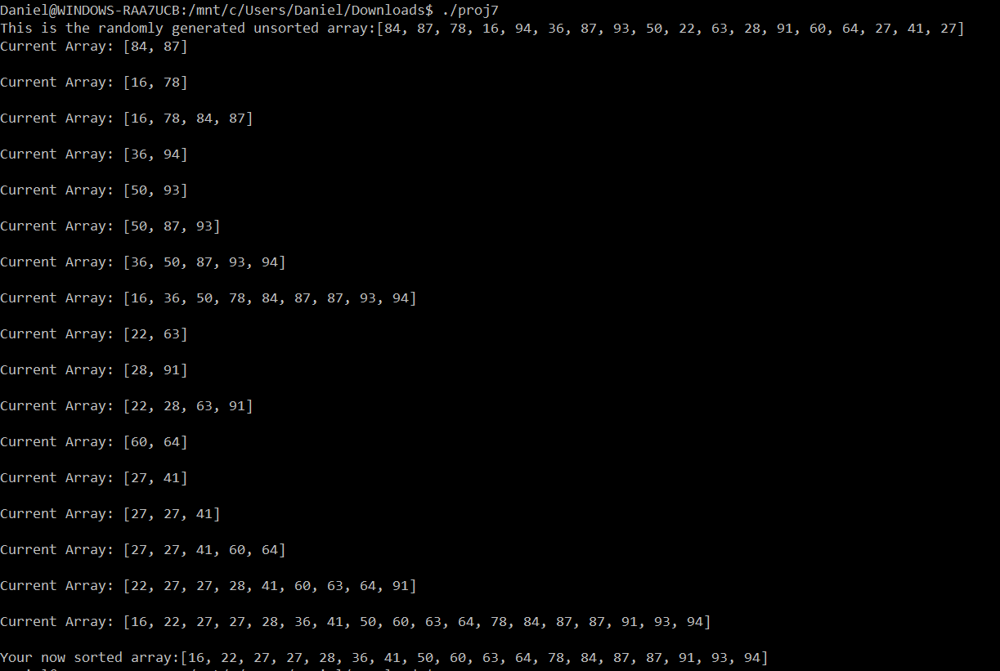 Daniel@WINDOWS-RAA7UCB:/mnt/c/Users/Daniel/Downloads$ ./proj7
This is the randomly generated unsorted array:[84, 87, 78, 16, 94, 36, 87, 93, 50, 22, 63, 28, 91, 60, 64, 27, 41, 27]
Current Array: [84, 87]
Current Array: [16, 78]
Current Array: [16, 78, 84, 87]
Current Array: [36, 94]
Current Array: [50, 93]
Current Array: [50, 87, 93]
Current Array: [36, 50, 87, 93, 94]
Current Array: [16, 36, 50, 78, 84, 87, 87, 93, 94]
Current Array: [22, 63]
Current Array: [28, 91]
Current Array: [22, 28, 63, 91]
Current Array: [60, 64]
Current Array: [27, 41]
Current Array: [27, 27, 41]
Current Array: [27, 27, 41, 60, 64]
Current Array: [22, 27, 27, 28, 41, 60, 63, 64, 91]
Current Array: [16, 22, 27, 27, 28, 36, 41, 50, 60, 63, 64, 78, 84, 87, 87, 91, 93, 94]
Your now sorted array:[16, 22, 27, 27, 28, 36, 41, 50, 60, 63, 64, 78, 84, 87, 87, 91, 93, 94]